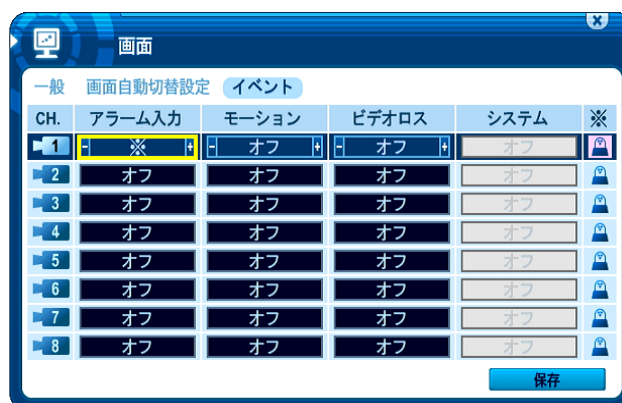 画面
一般 画面自動切替設定 イベント
CH. アラーム入力 モーション ビデオロス システム ※
1 - ※ + - オフ + - オフ + オフ
2 オフ オフ オフ オフ
3 オフ オフ オフ オフ
4 オフ オフ オフ オフ
5 オフ オフ オフ オフ
6 オフ オフ オフ オフ
7 オフ オフ オフ オフ
8 オフ オフ オフ オフ
保存